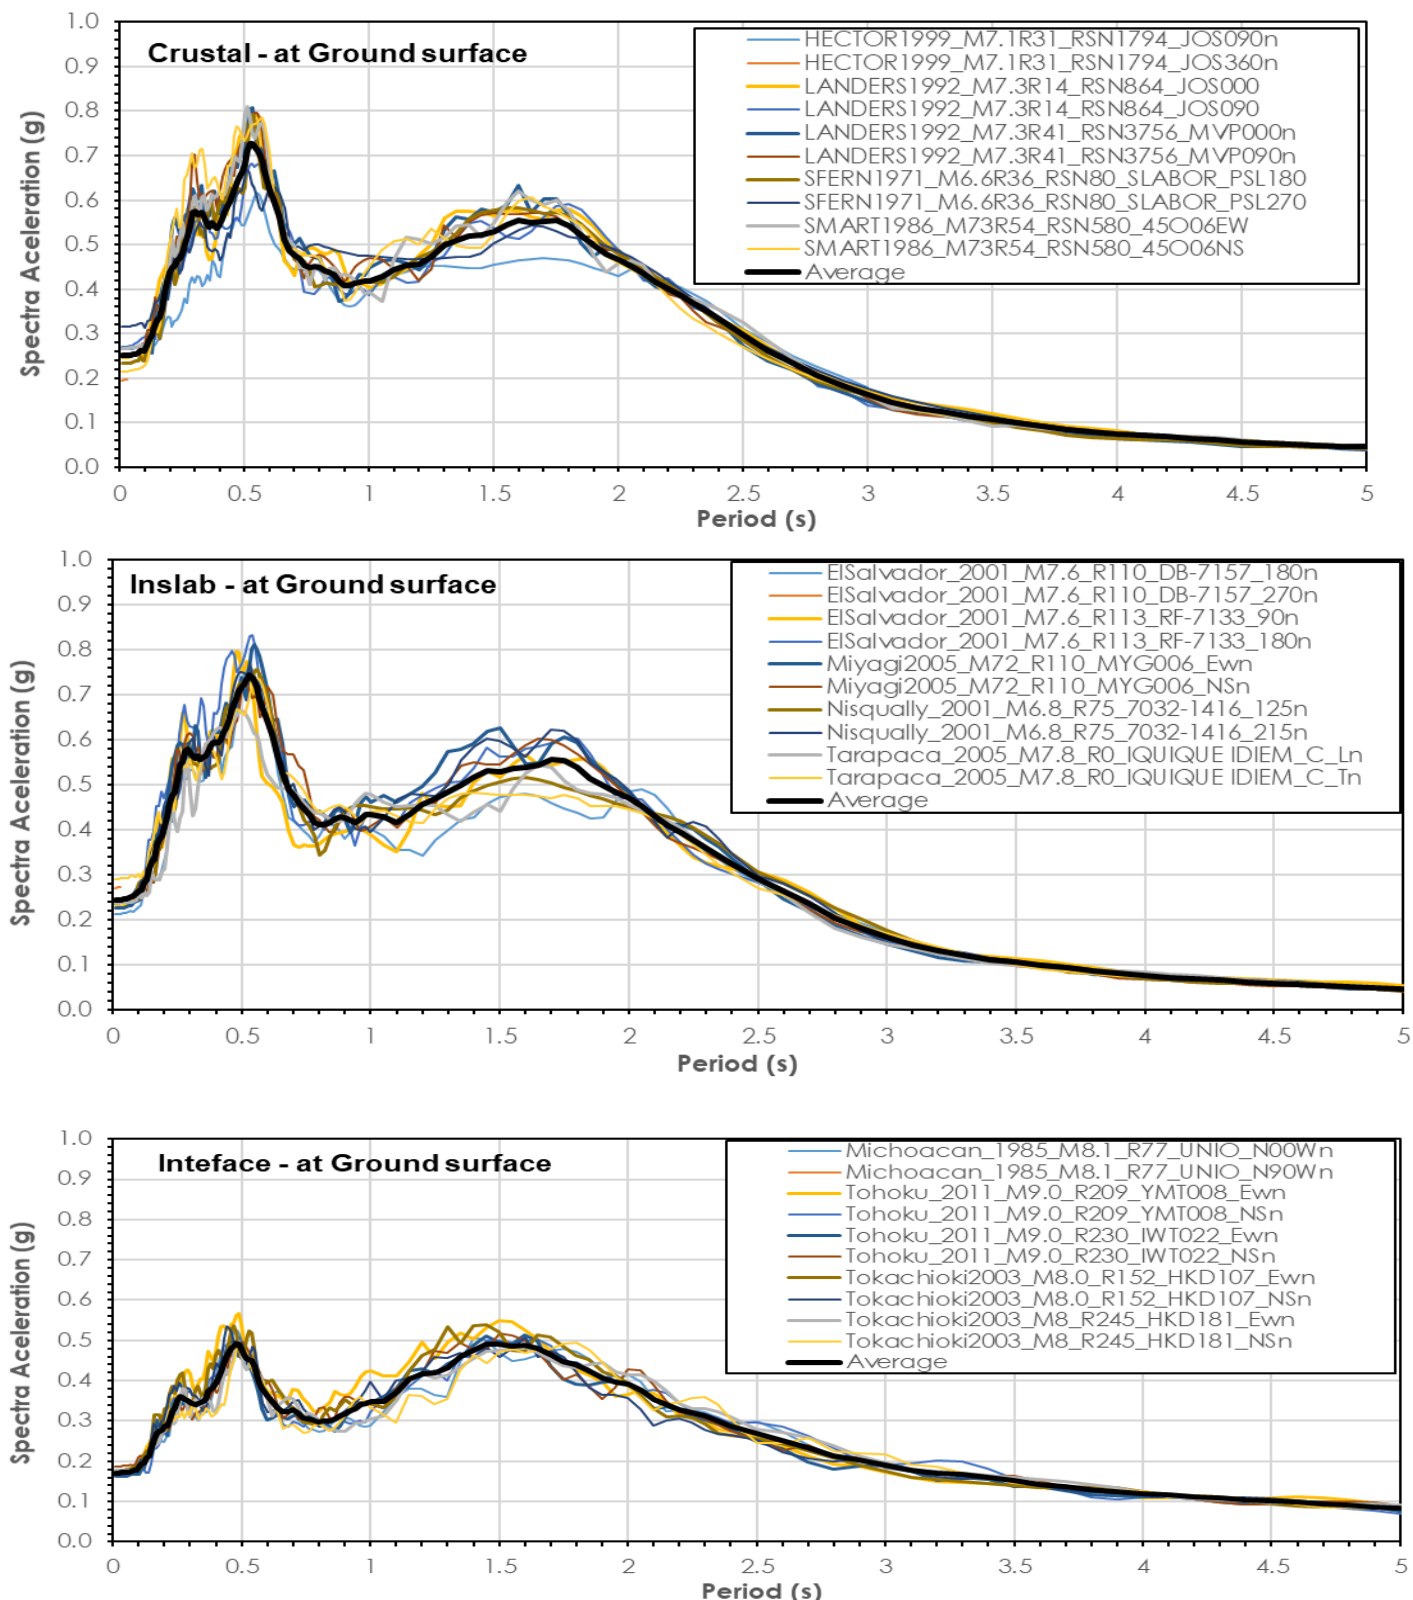 Crustal - at Ground surface
HECTOR1999_M7.1R31_RSN1794_JOS090n
HECTOR1999_M7.1R31_RSN1794_JOS360n
LANDERS1992_M7.3R14_RSN864_JOS000
LANDERS1992_M7.3R14_RSN864_JOS090
LANDERS1992_M7.3R41_RSN3756_MVP000n
LANDERS1992_M7.3R41_RSN3756_MVP090n
SFERN1971_M6.6R36_RSN80_SLABOR_PSL180
SFERN1971_M6.6R36_RSN80_SLABOR_PSL270
SMART1986_M73R54_RSN580_45O06EW
SMART1986_M73R54_RSN580_45O06NS
Average
Spectra Aceleration (g)
1.0
0.9
0.8
0.7
0.6
0.5
0.4
0.3
0.2
0.1
0.0
0 0.5 1 1.5 2 2.5 3 3.5 4 4.5 5
Period (s)
Inslab - at Ground surface
ElSalvador_2001_M7.6_R110_DB-7157_180n
ElSalvador_2001_M7.6_R110_DB-7157_270n
ElSalvador_2001_M7.6_R113_RF-7133_90n
ElSalvador_2001_M7.6_R113_RF-7133_180n
Miyagi2005_M72_R110_MYG006_Ewn
Miyagi2005_M72_R110_MYG006_NSn
Nisqually_2001_M6.8_R75_7032-1416_125n
Nisqually_2001_M6.8_R75_7032-1416_215n
Tarapaca_2005_M7.8_R0_IQUIQUE IDIEM_C_Ln
Tarapaca_2005_M7.8_R0_IQUIQUE IDIEM_C_Tn
Average
Spectra Aceleration (g)
1.0
0.9
0.8
0.7
0.6
0.5
0.4
0.3
0.2
0.1
0.0
0 0.5 1 1.5 2 2.5 3 3.5 4 4.5 5
Period (s)
Inteface - at Ground surface
Michoacan_1985_M8.1_R77_UNIO_N00Wn
Michoacan_1985_M8.1_R77_UNIO_N90Wn
Tohoku_2011_M9.0_R209_YMT008_Ewn
Tohoku_2011_M9.0_R209_YMT008_NSn
Tohoku_2011_M9.0_R230_IWT022_Ewn
Tohoku_2011_M9.0_R230_IWT022_NSn
Tokachioki2003_M8.0_R152_HKD107_Ewn
Tokachioki2003_M8.0_R152_HKD107_NSn
Tokachioki2003_M8_R245_HKD181_Ewn
Tokachioki2003_M8_R245_HKD181_NSn
Average
Spectra Aceleration (g)
1.0
0.9
0.8
0.7
0.6
0.5
0.4
0.3
0.2
0.1
0.0
0 0.5 1 1.5 2 2.5 3 3.5 4 4.5 5
Period (s)